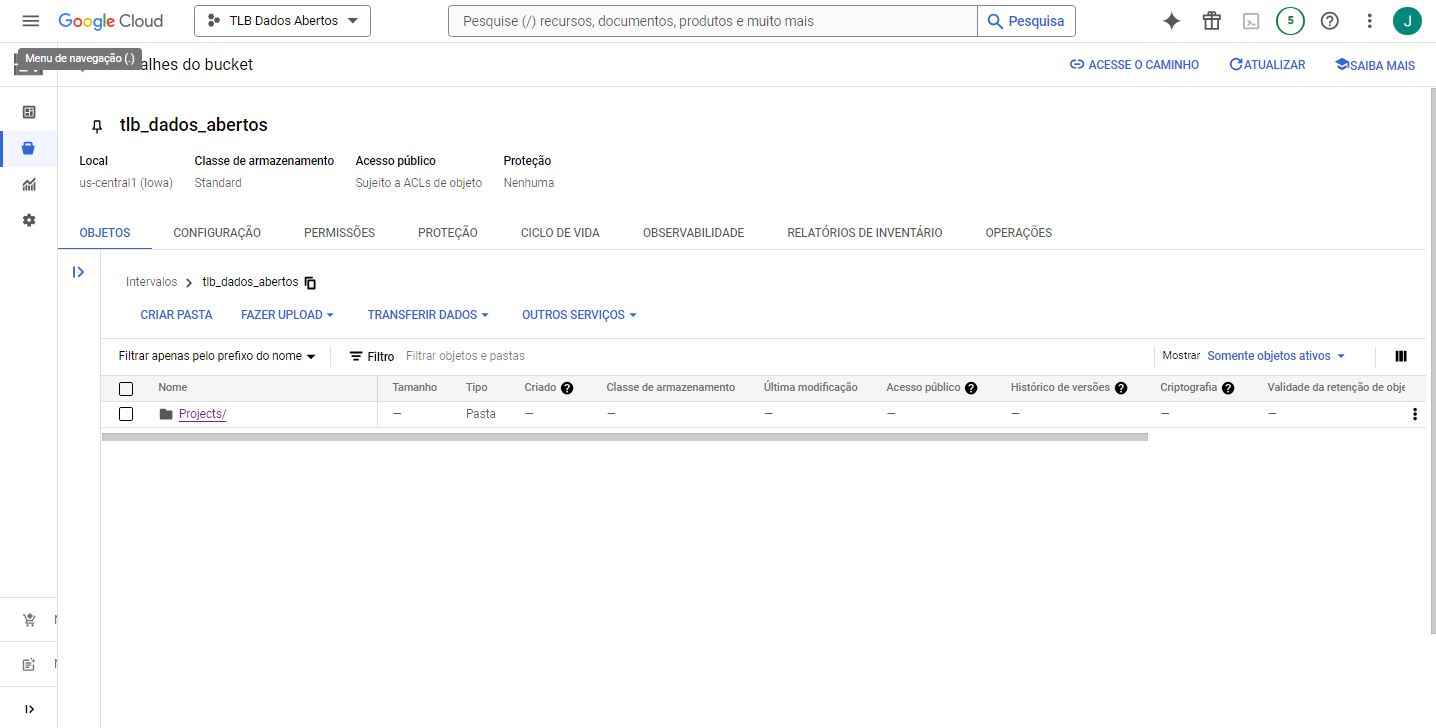 Google Cloud TLB Dados Abertos Pesquise (/) recursos, documentos, produtos e muito mais Pesquisa 5 J
Menu de navegação (.) alhes do bucket ACESSE O CAMINHO ATUALIZAR SAIBA MAIS
tlb_dados_abertos
Local Classe de armazenamento Acesso público Proteção
us-central1 (Iowa) Standard Sujeito a ACLs de objeto Nenhuma
OBJETOS CONFIGURAÇÃO PERMISSÕES PROTEÇÃO CICLO DE VIDA OBSERVABILIDADE RELATÓRIOS DE INVENTÁRIO OPERAÇÕES
Intervalos tlb_dados_abertos
CRIAR PASTA FAZER UPLOAD TRANSFERIR DADOS OUTROS SERVIÇOS
Filtrar apenas pelo prefixo do nome Filtro Filtrar objetos e pastas Mostrar Somente objetos ativos
Nome Tamanho Tipo Criado Classe de armazenamento Última modificação Acesso público Histórico de versões Criptografia Validade da retenção de obje
Projects/ — Pasta — — — — — — —